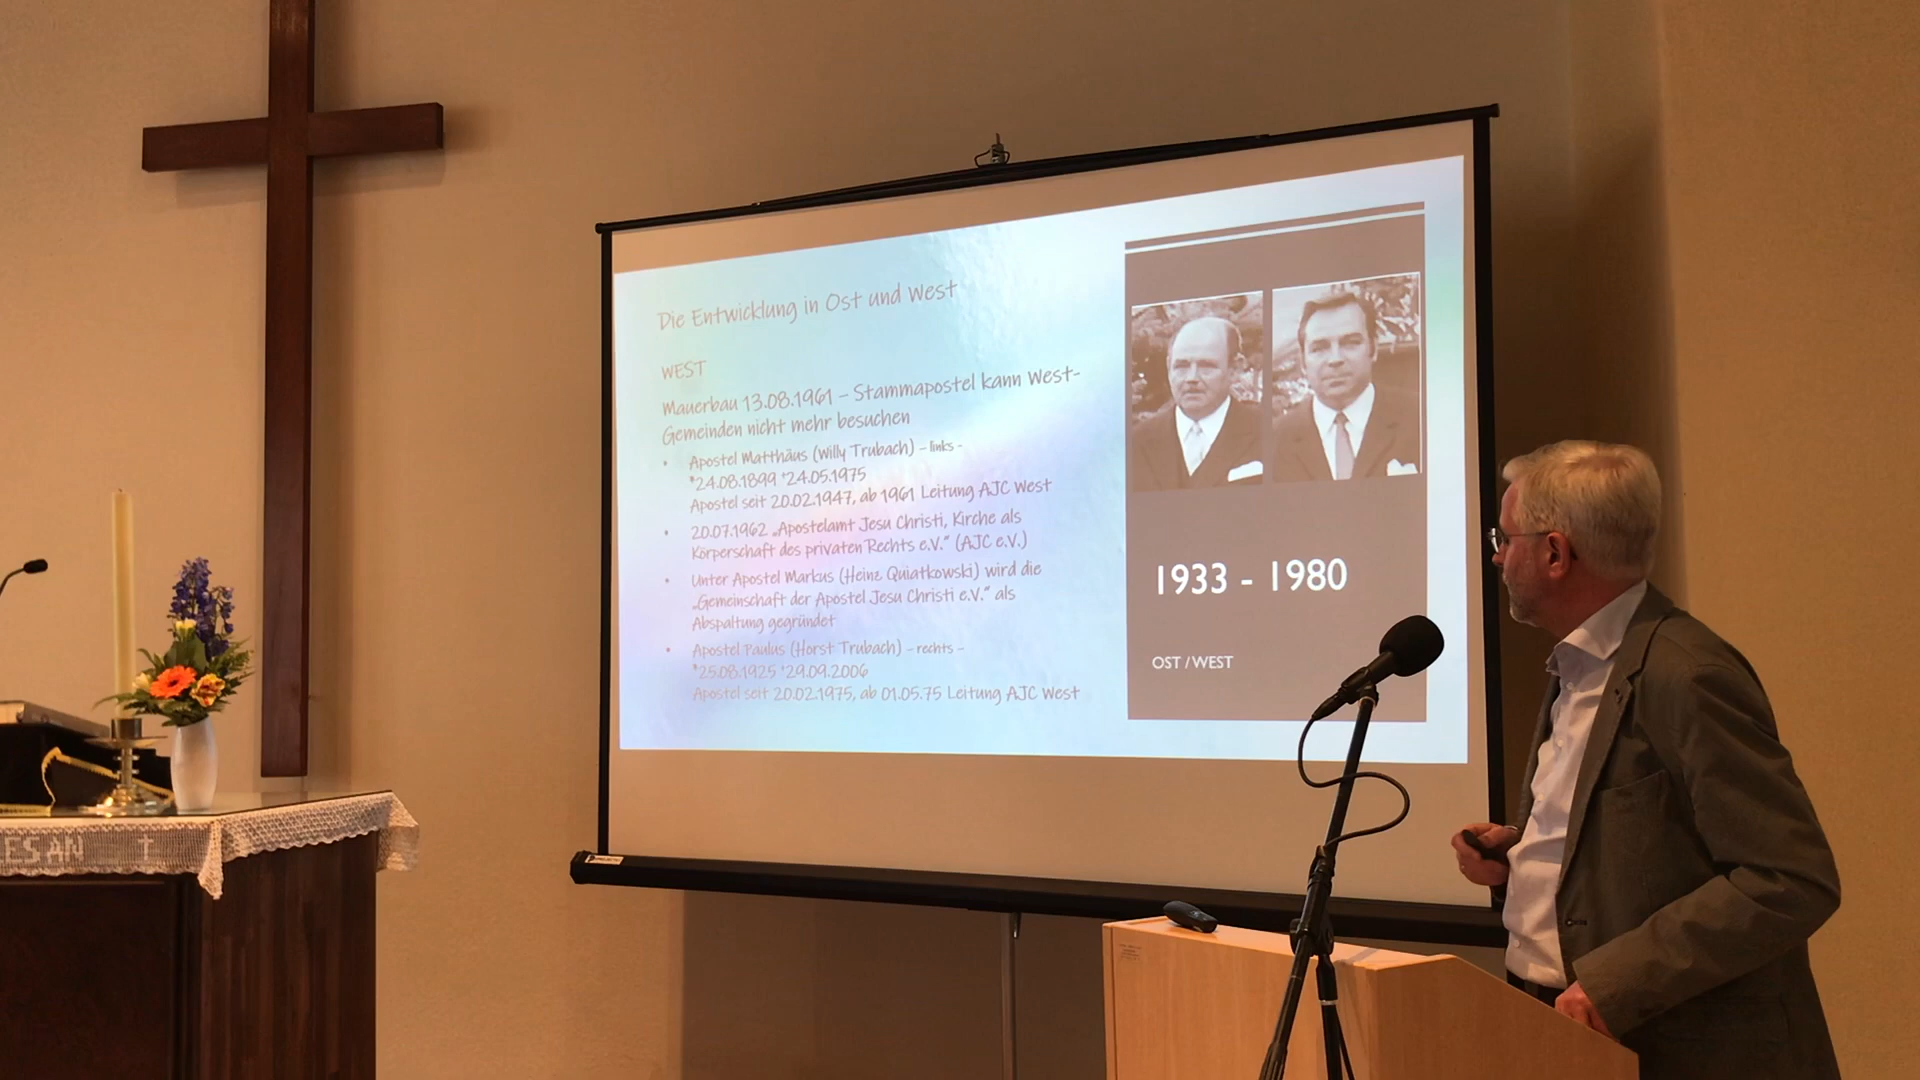 Die Entwicklung in Ost und West
WEST
Mauerbau 13.08.1961 – Stammapostel kann West-
Gemeinden nicht mehr besuchen
• Apostel Matthäus (Willy Trubach) – links -
*24.08.1899 +24.05.1975
Apostel seit 20.02.1947, ab 1961 Leitung AJC West
• 20.07.1962 „Apostelamt Jesu Christi, Kirche als
Körperschaft des privaten Rechts e.V.“ (AJC e.V.)
• Unter Apostel Markus (Heinz Quiatkowski) wird die
„Gemeinschaft der Apostel Jesu Christi e.V.“ als
Abspaltung gegründet
• Apostel Paulus (Horst Trubach) – rechts –
*25.08.1925 +29.09.2006
Apostel seit 20.02.1975, ab 01.05.75 Leitung AJC West
1933 - 1980
OST / WEST
ES AN